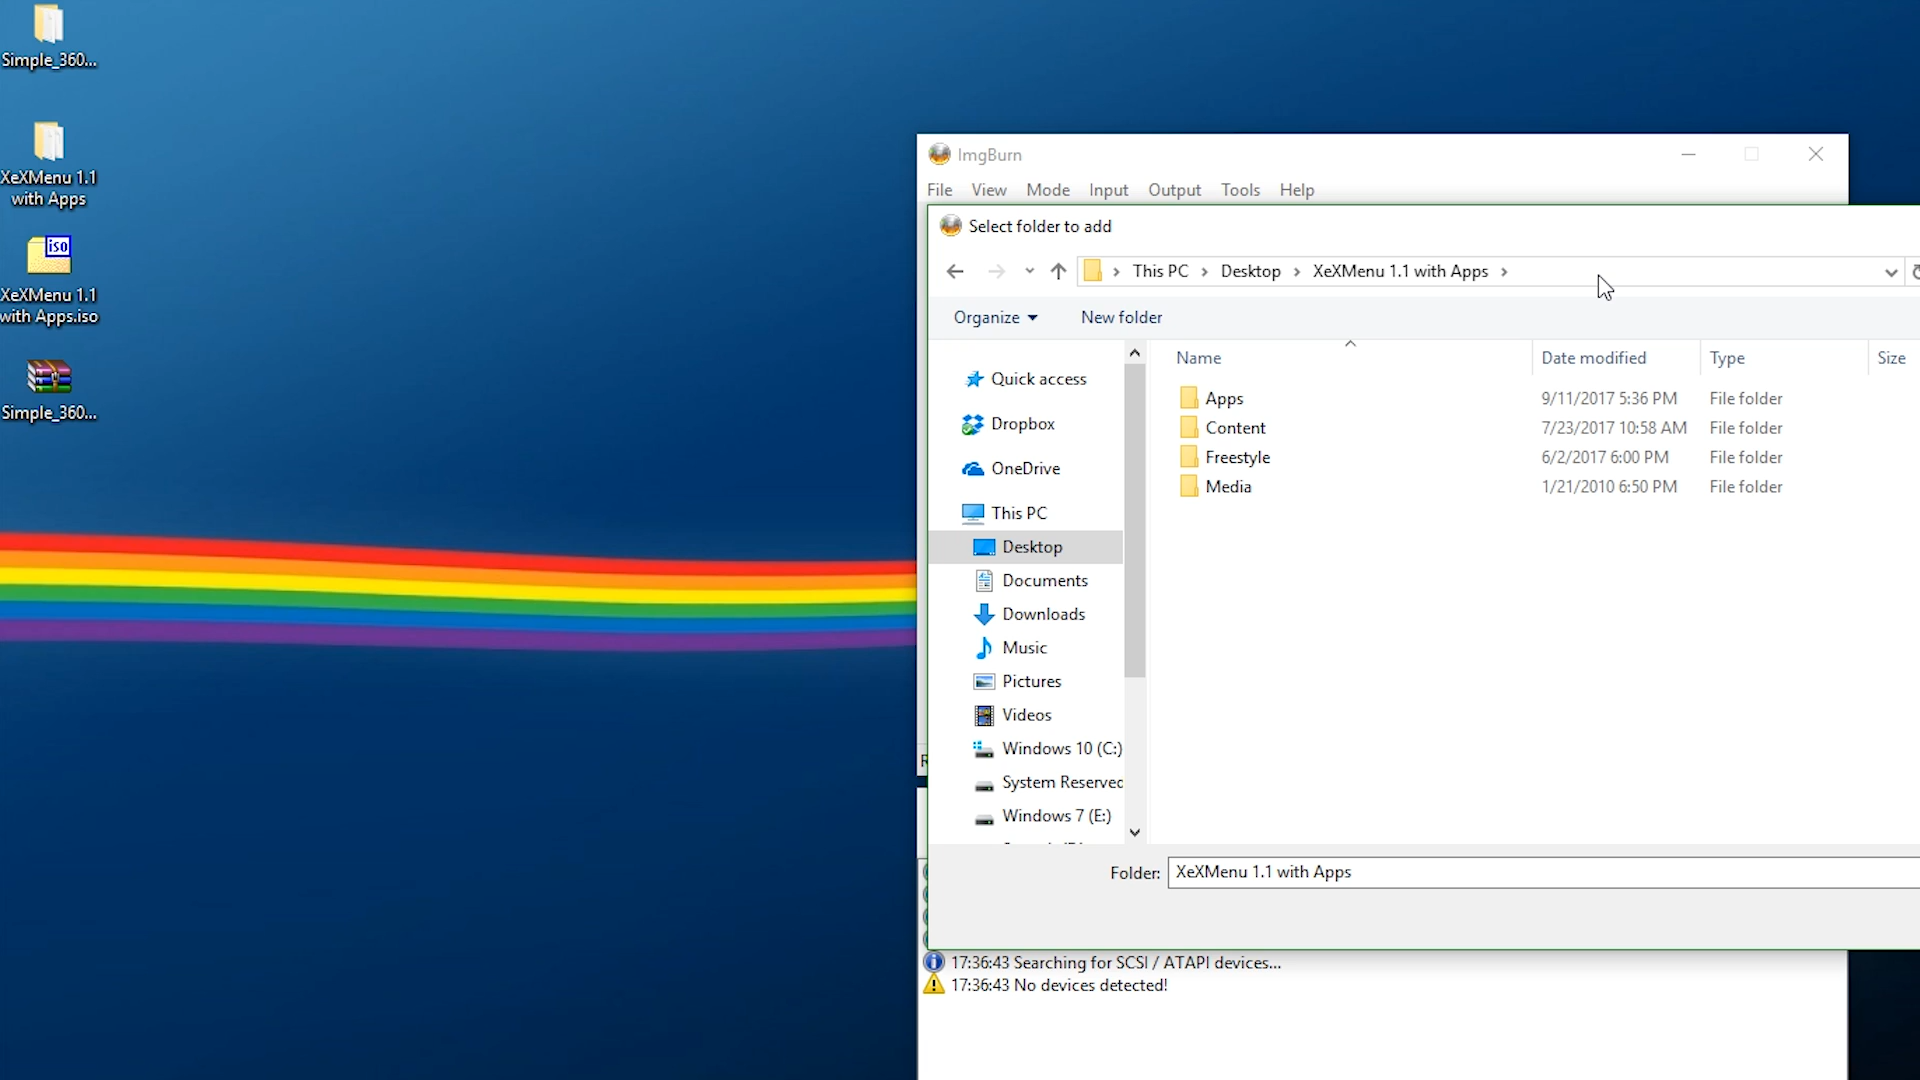 Simple_360...
XeXMenu 1.1
with Apps
iso
XeXMenu 1.1
with Apps.iso
Simple_360...
ImgBurn
File View Mode Input Output Tools Help
Select folder to add
This PC > Desktop > XeXMenu 1.1 with Apps >
Organize New folder
Name Date modified Type Size
Quick access
Dropbox
OneDrive
This PC
Desktop
Documents
Downloads
Music
Pictures
Videos
Windows 10 (C:)
System Reserved
Windows 7 (E:)
Apps 9/11/2017 5:36 PM File folder
Content 7/23/2017 10:58 AM File folder
Freestyle 6/2/2017 6:00 PM File folder
Media 1/21/2010 6:50 PM File folder
Folder: XeXMenu 1.1 with Apps
17:36:43 Searching for SCSI / ATAPI devices...
17:36:43 No devices detected!